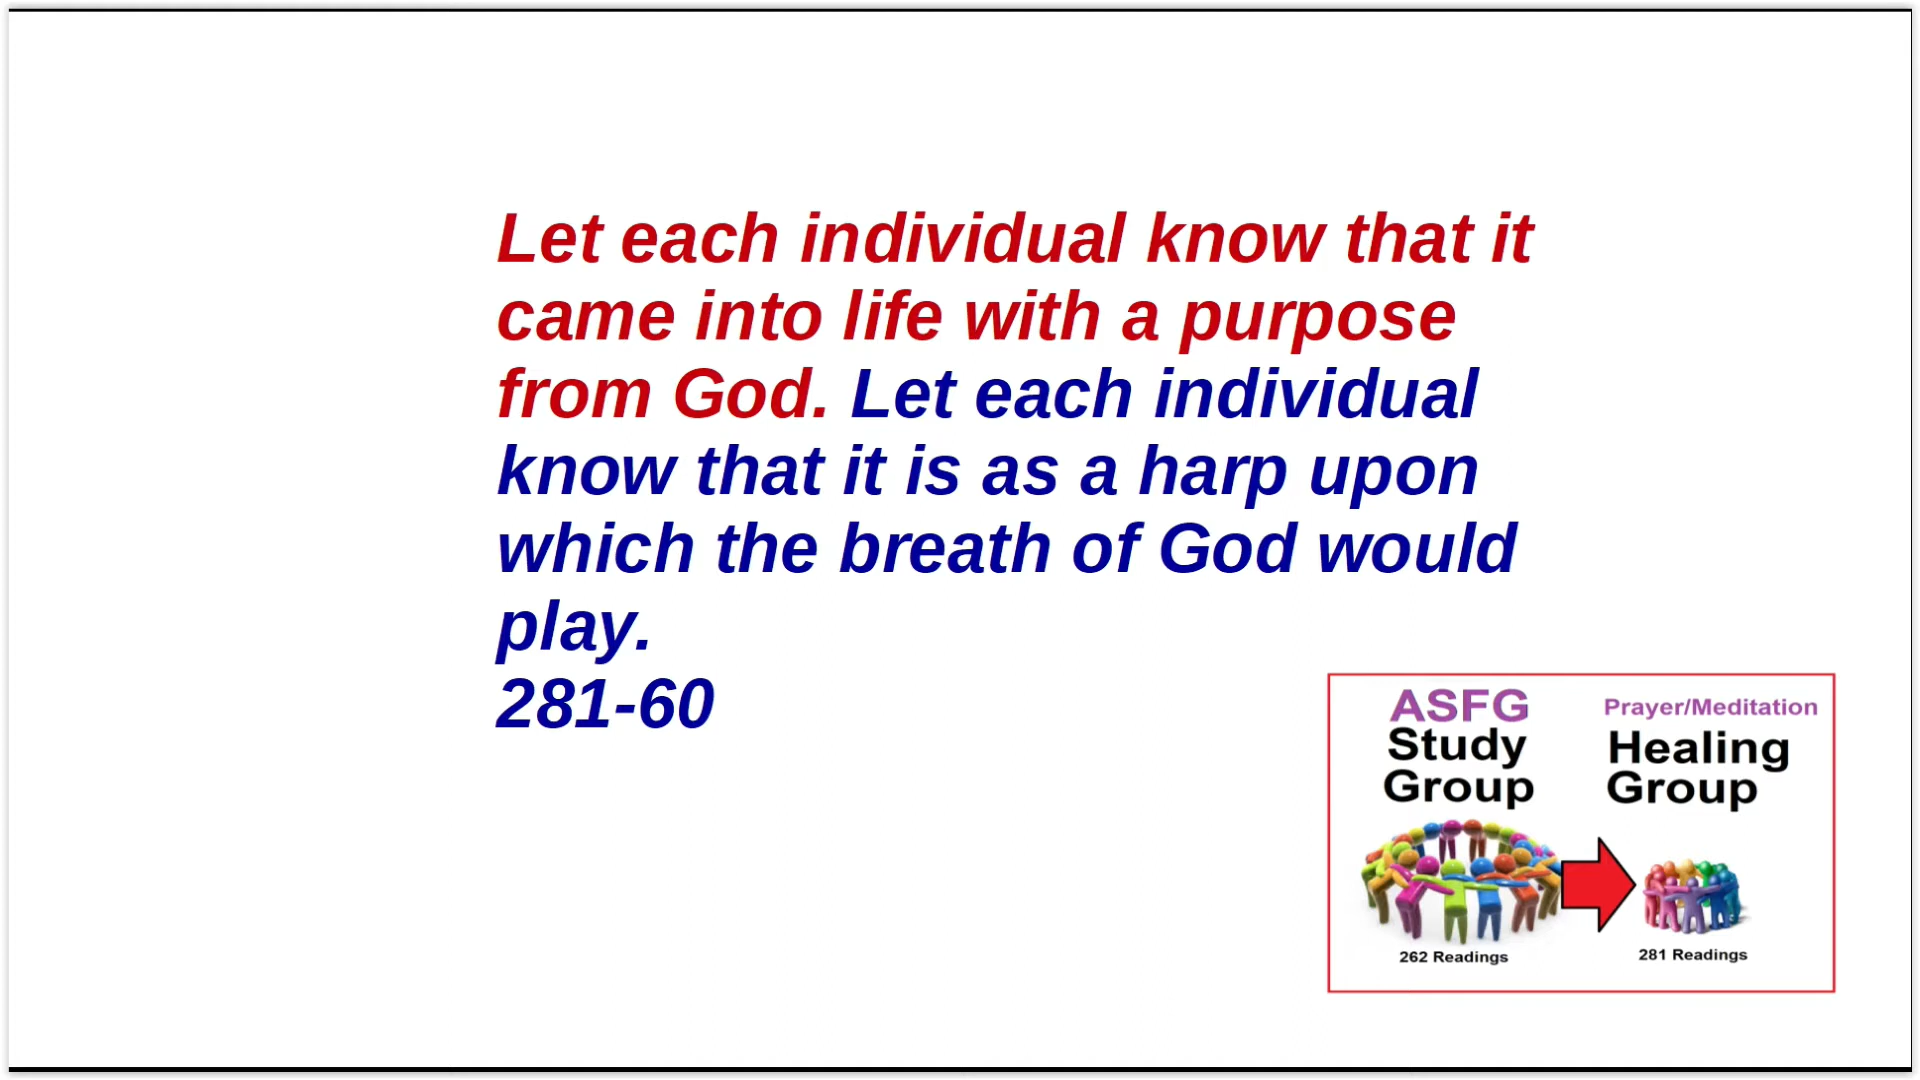 Let each individual know that it
came into life with a purpose
from God. Let each individual
know that it is as a harp upon
which the breath of God would
play.
281-60
ASFG
Study
Group
262 Readings
Prayer/Meditation
Healing
Group
281 Readings